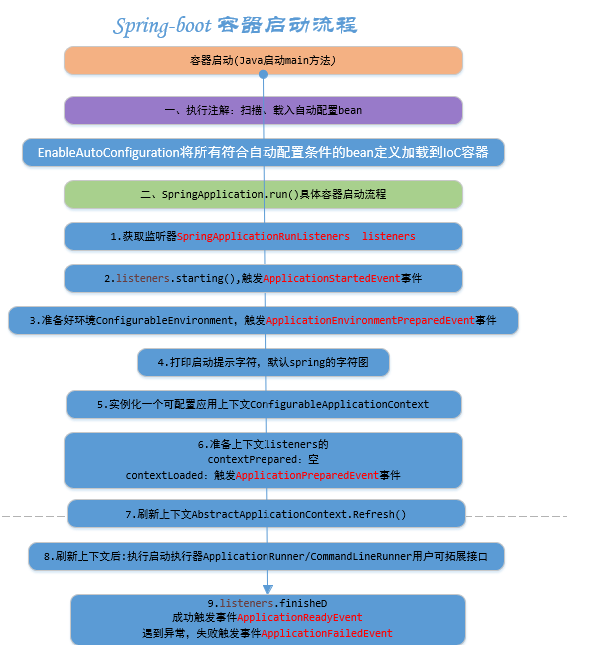 Spring-boot 容器启动流程
容器启动(Java启动main方法)
一、执行注解：扫描、载入自动配置bean
EnableAutoConfiguration将所有符合自动配置条件的bean定义加载到IoC容器
二、SpringApplication.run()具体容器启动流程
1.获取监听器SpringApplicationRunListeners listeners
2.listeners.starting(),触发ApplicationStartedEvent事件
3.准备好环境ConfigurableEnvironment，触发ApplicationEnvironmentPreparedEvent事件
4.打印启动提示字符，默认spring的字符图
5.实例化一个可配置应用上下文ConfigurableApplicationContext
6.准备上下文listeners的
contextPrepared：空
contextLoaded：触发ApplicationPreparedEvent事件
7.刷新上下文AbstractApplicationContext.Refresh()
8.刷新上下文后:执行启动执行器ApplicationRunner/CommandLineRunner用户可拓展接口
9.listeners.finisheD
成功触发事件ApplicationReadyEvent
遇到异常，失败触发事件ApplicationFailedEvent